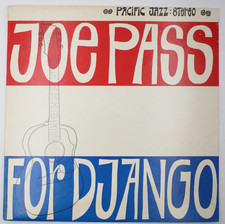 PACIFIC JAZZ: STEREO
JOE PASS
FOR DJANGO